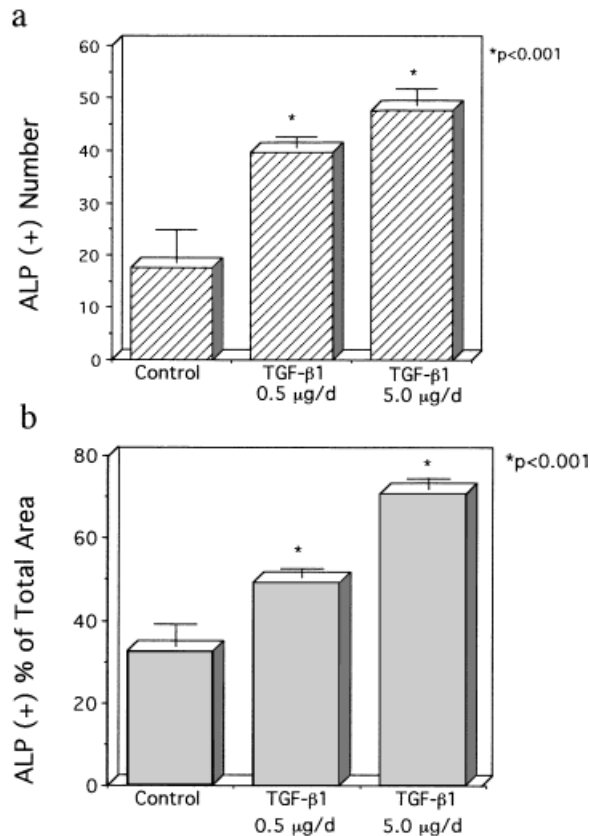 a
ALP (+) Number
60
50
40
30
20
10
0
*p<0.001
*
*
Control
TGF-β1
0.5 μg/d
TGF-β1
5.0 μg/d
b
ALP (+) % of Total Area
80
60
40
20
0
*p<0.001
*
*
Control
TGF-β1
0.5 μg/d
TGF-β1
5.0 μg/d